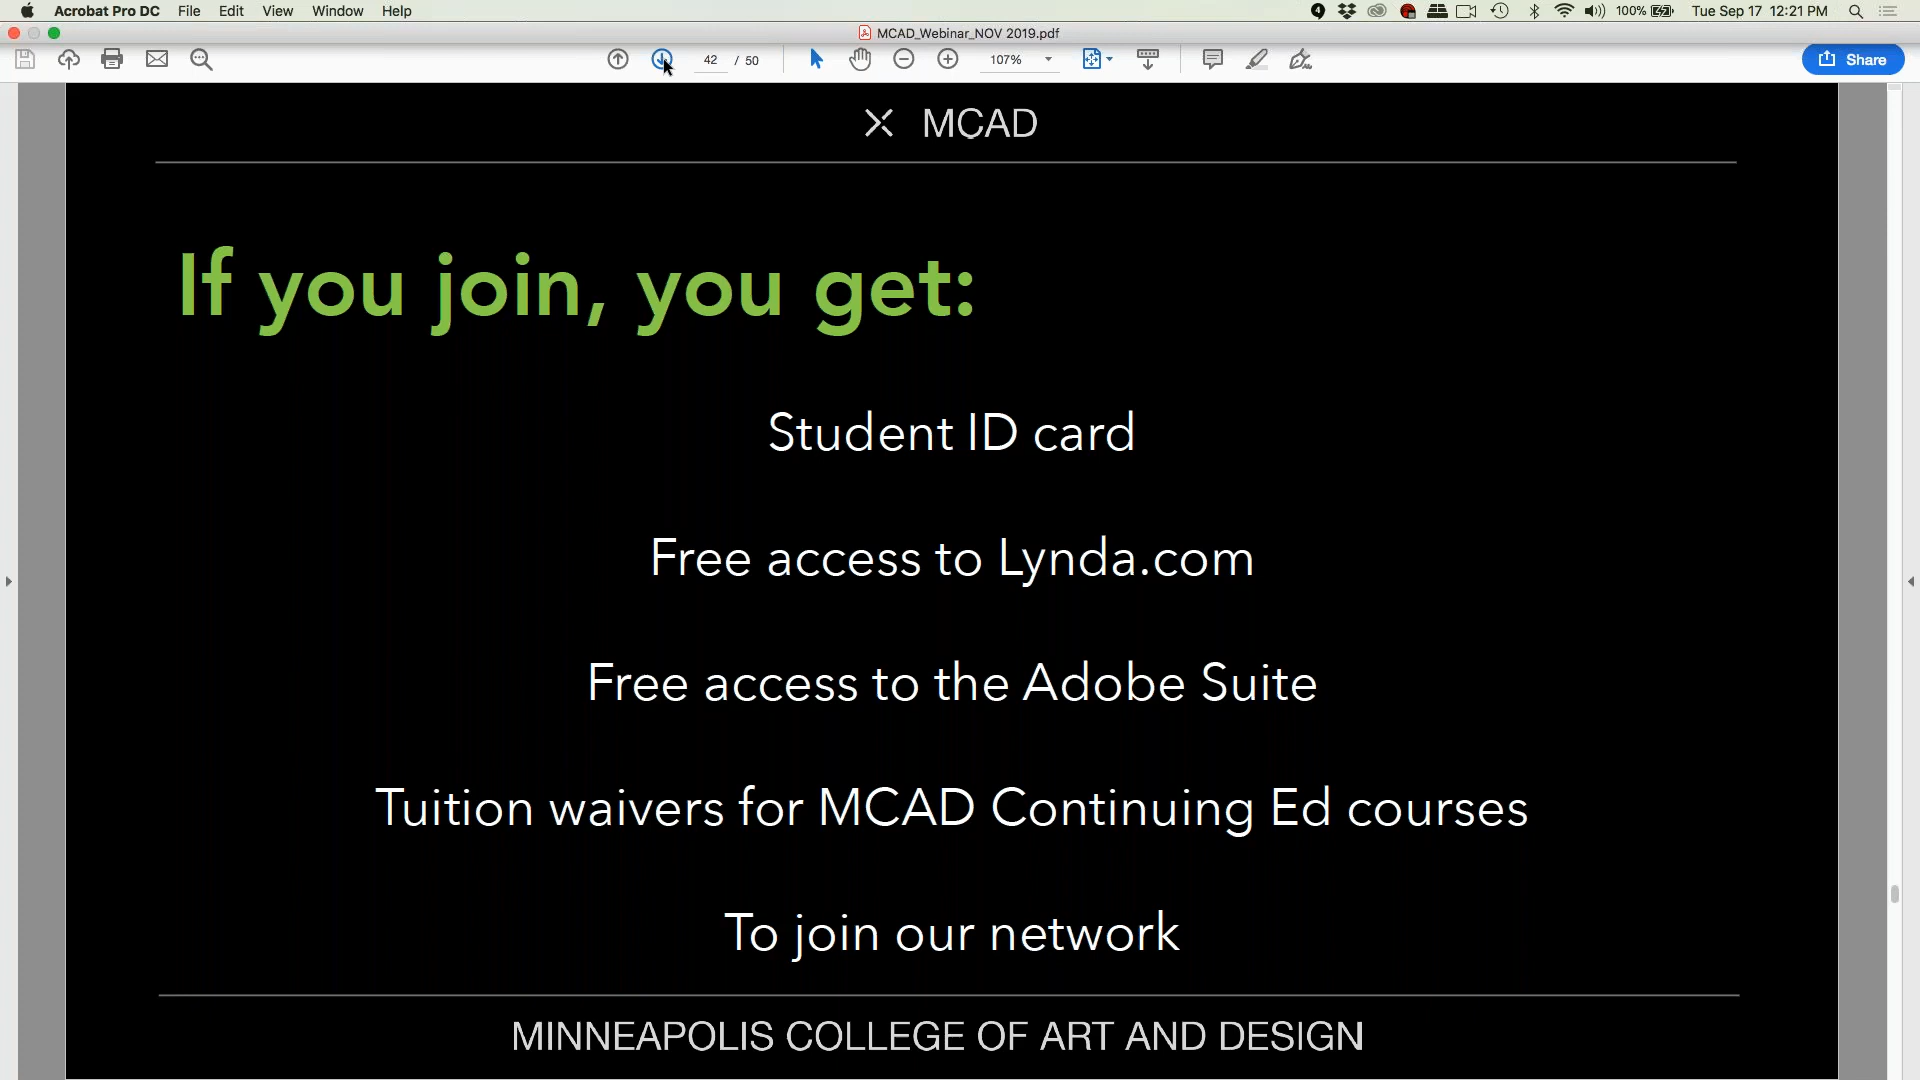 Acrobat Pro DC File Edit View Window Help 100% Tue Sep 17 12:21 PM
MCAD_Webinar_NOV 2019.pdf
42 / 50 107% Share
MCAD
If you join, you get:
Student ID card
Free access to Lynda.com
Free access to the Adobe Suite
Tuition waivers for MCAD Continuing Ed courses
To join our network
MINNEAPOLIS COLLEGE OF ART AND DESIGN